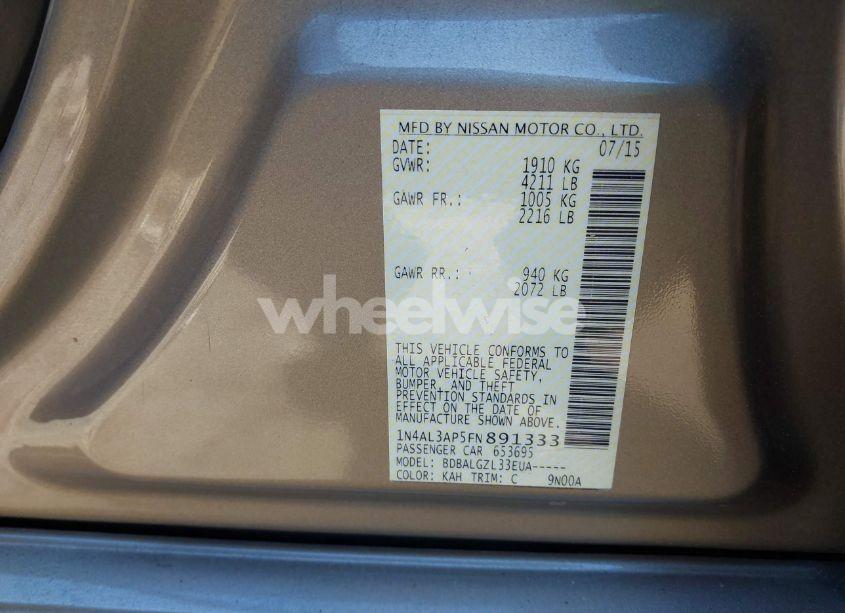 MFD BY NISSAN MOTOR CO., LTD.
DATE: 07/15
GVWR: 1910 KG
4211 LB
GAWR FR.: 1005 KG
2216 LB
GAWR RR.: 940 KG
2072 LB
wheelwise
THIS VEHICLE CONFORMS TO
ALL APPLICABLE FEDERAL
MOTOR VEHICLE SAFETY,
BUMPER, AND THEFT
PREVENTION STANDARDS IN
EFFECT ON THE DATE OF
MANUFACTURE SHOWN ABOVE.
1N4AL3AP5FN891333
PASSENGER CAR 653695
MODEL: BDBALGZL33EUA-----
COLOR: KAH TRIM: C 9N00A